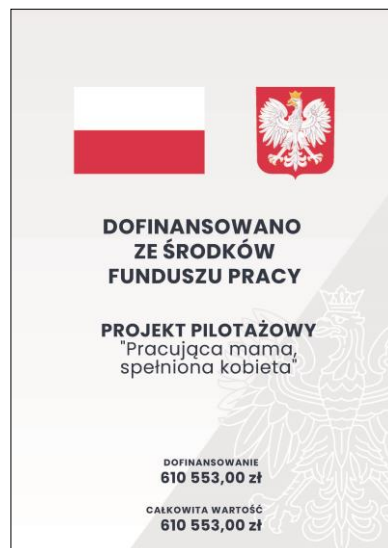 DOFINANSOWANO
ZE ŚRODKÓW
FUNDUSZU PRACY
PROJEKT PILOTAŻOWY
"Pracująca mama,
spełniona kobieta"
DOFINANSOWANIE
610 553,00 zł
CAŁKOWITA WARTOŚĆ
610 553,00 zł